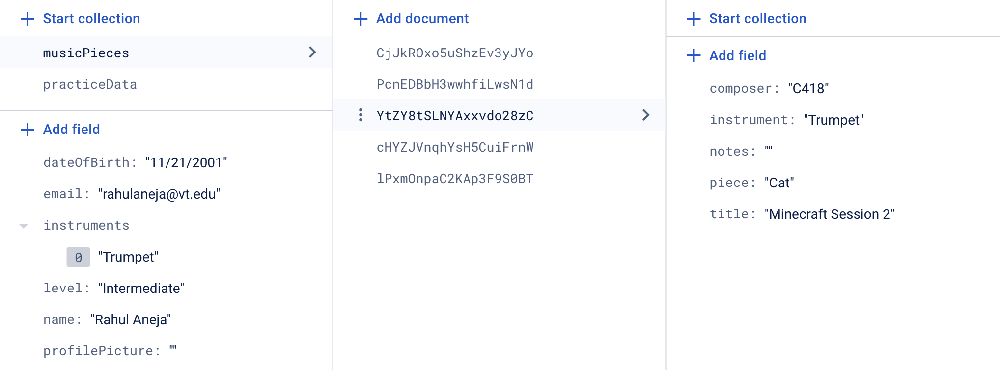 Start collection
musicPieces
practiceData
Add field
dateOfBirth: "11/21/2001"
email: "rahulaneja@vt.edu"
instruments
0 "Trumpet"
level: "Intermediate"
name: "Rahul Aneja"
profilePicture: ""
Add document
CjJkROxo5uShzEv3yJYo
PcnEDBbH3wwhfiLwsN1d
YtZY8tSLNYAxxvdo28zC
cHYZJVnqhYsH5CuiFrnW
lPxmOnpaC2KAp3F9S0BT
Start collection
Add field
composer: "C418"
instrument: "Trumpet"
notes: ""
piece: "Cat"
title: "Minecraft Session 2"